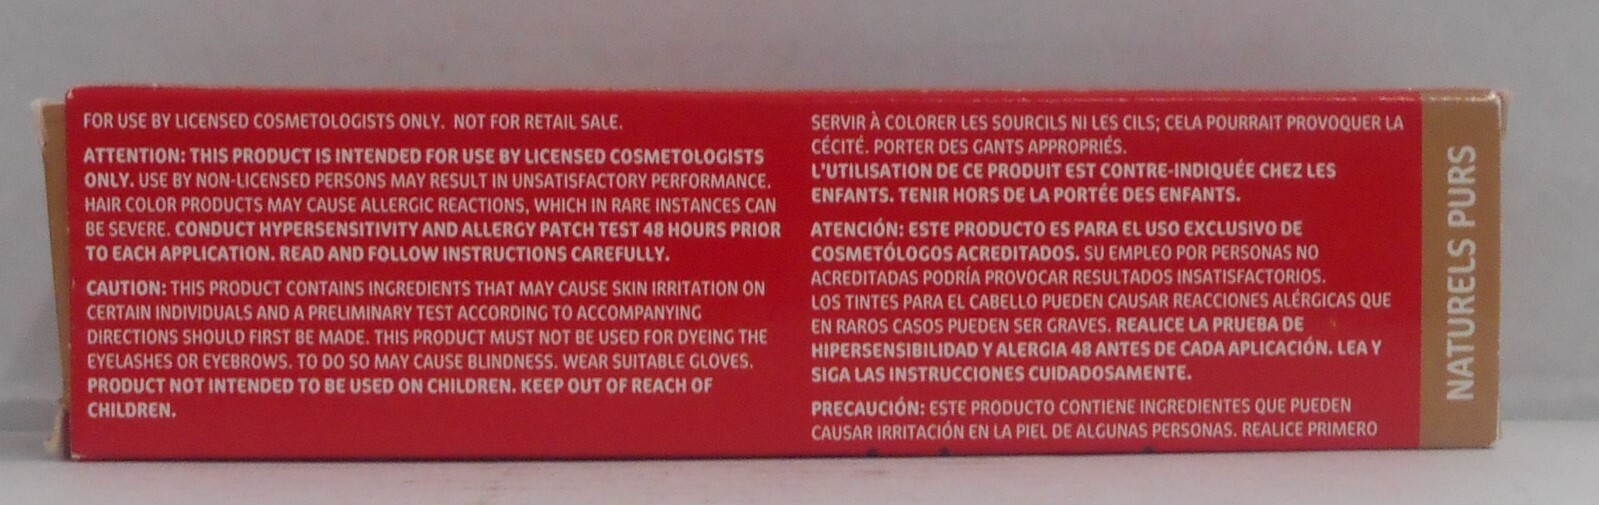 FOR USE BY LICENSED COSMETOLOGISTS ONLY. NOT FOR RETAIL SALE.
ATTENTION: THIS PRODUCT IS INTENDED FOR USE BY LICENSED COSMETOLOGISTS
ONLY. USE BY NON-LICENSED PERSONS MAY RESULT IN UNSATISFACTORY PERFORMANCE.
HAIR COLOR PRODUCTS MAY CAUSE ALLERGIC REACTIONS, WHICH IN RARE INSTANCES CAN
BE SEVERE. CONDUCT HYPERSENSITIVITY AND ALLERGY PATCH TEST 48 HOURS PRIOR
TO EACH APPLICATION. READ AND FOLLOW INSTRUCTIONS CAREFULLY.
CAUTION: THIS PRODUCT CONTAINS INGREDIENTS THAT MAY CAUSE SKIN IRRITATION ON
CERTAIN INDIVIDUALS AND A PRELIMINARY TEST ACCORDING TO ACCOMPANYING
DIRECTIONS SHOULD FIRST BE MADE. THIS PRODUCT MUST NOT BE USED FOR DYEING THE
EYELASHES OR EYEBROWS. TO DO SO MAY CAUSE BLINDNESS. WEAR SUITABLE GLOVES.
PRODUCT NOT INTENDED TO BE USED ON CHILDREN. KEEP OUT OF REACH OF
CHILDREN.
SERVIR À COLORER LES SOURCILS NI LES CILS; CELA POURRAIT PROVOQUER LA
CÉCITÉ. PORTER DES GANTS APPROPRIÉS.
L'UTILISATION DE CE PRODUIT EST CONTRE-INDIQUÉE CHEZ LES
ENFANTS. TENIR HORS DE LA PORTÉE DES ENFANTS.
ATENCIÓN: ESTE PRODUCTO ES PARA EL USO EXCLUSIVO DE
COSMETÓLOGOS ACREDITADOS. SU EMPLEO POR PERSONAS NO
ACREDITADAS PODRÍA PROVOCAR RESULTADOS INSATISFACTORIOS.
LOS TINTES PARA EL CABELLO PUEDEN CAUSAR REACCIONES ALÉRGICAS QUE
EN RAROS CASOS PUEDEN SER GRAVES. REALICE LA PRUEBA DE
HIPERSENSIBILIDAD Y ALERGIA 48 ANTES DE CADA APLICACIÓN. LEA Y
SIGA LAS INSTRUCCIONES CUIDADOSAMENTE.
PRECAUCIÓN: ESTE PRODUCTO CONTIENE INGREDIENTES QUE PUEDEN
CAUSAR IRRITACIÓN EN LA PIEL DE ALGUNAS PERSONAS. REALICE PRIMERO
NATURELS PURS